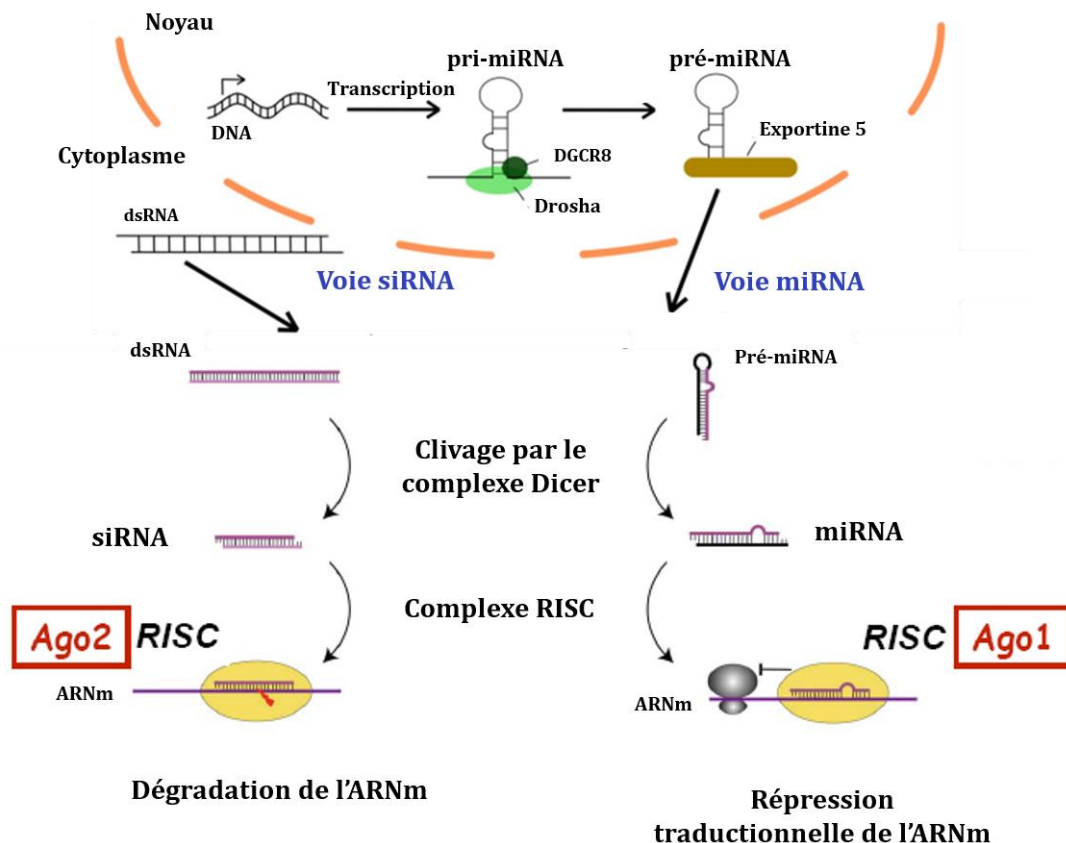 Noyau
pri-miRNA
pré-miRNA
Transcription
DNA
Exportine 5
Cytoplasme
DGCR8
Drosha
dsRNA
Voie siRNA
Voie miRNA
dsRNA
Pré-miRNA
Clivage par le
complexe Dicer
siRNA
miRNA
Complexe RISC
Ago2 RISC
RISC Ago1
ARNm
ARNm
Dégradation de l'ARNm
Répression
traductionnelle de l'ARNm